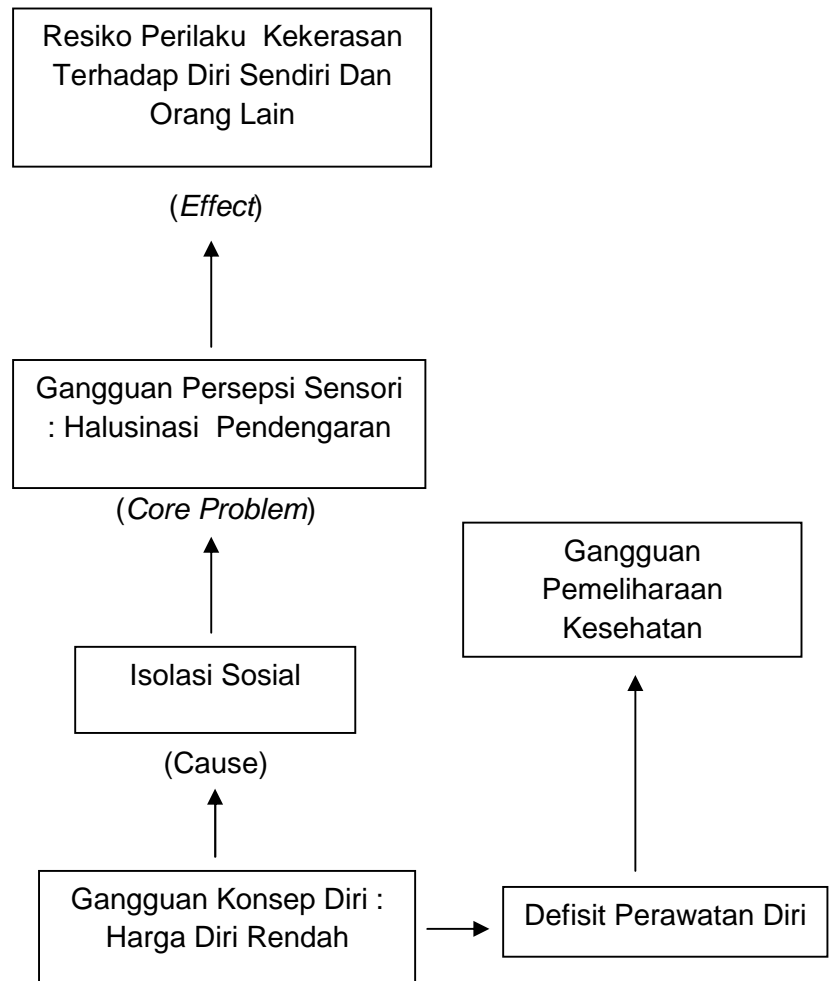 Resiko Perilaku Kekerasan
Terhadap Diri Sendiri Dan
Orang Lain
(Effect)
Gangguan Persepsi Sensori
: Halusinasi Pendengaran
(Core Problem)
Gangguan
Pemeliharaan
Kesehatan
Isolasi Sosial
(Cause)
Gangguan Konsep Diri :
Harga Diri Rendah
Defisit Perawatan Diri